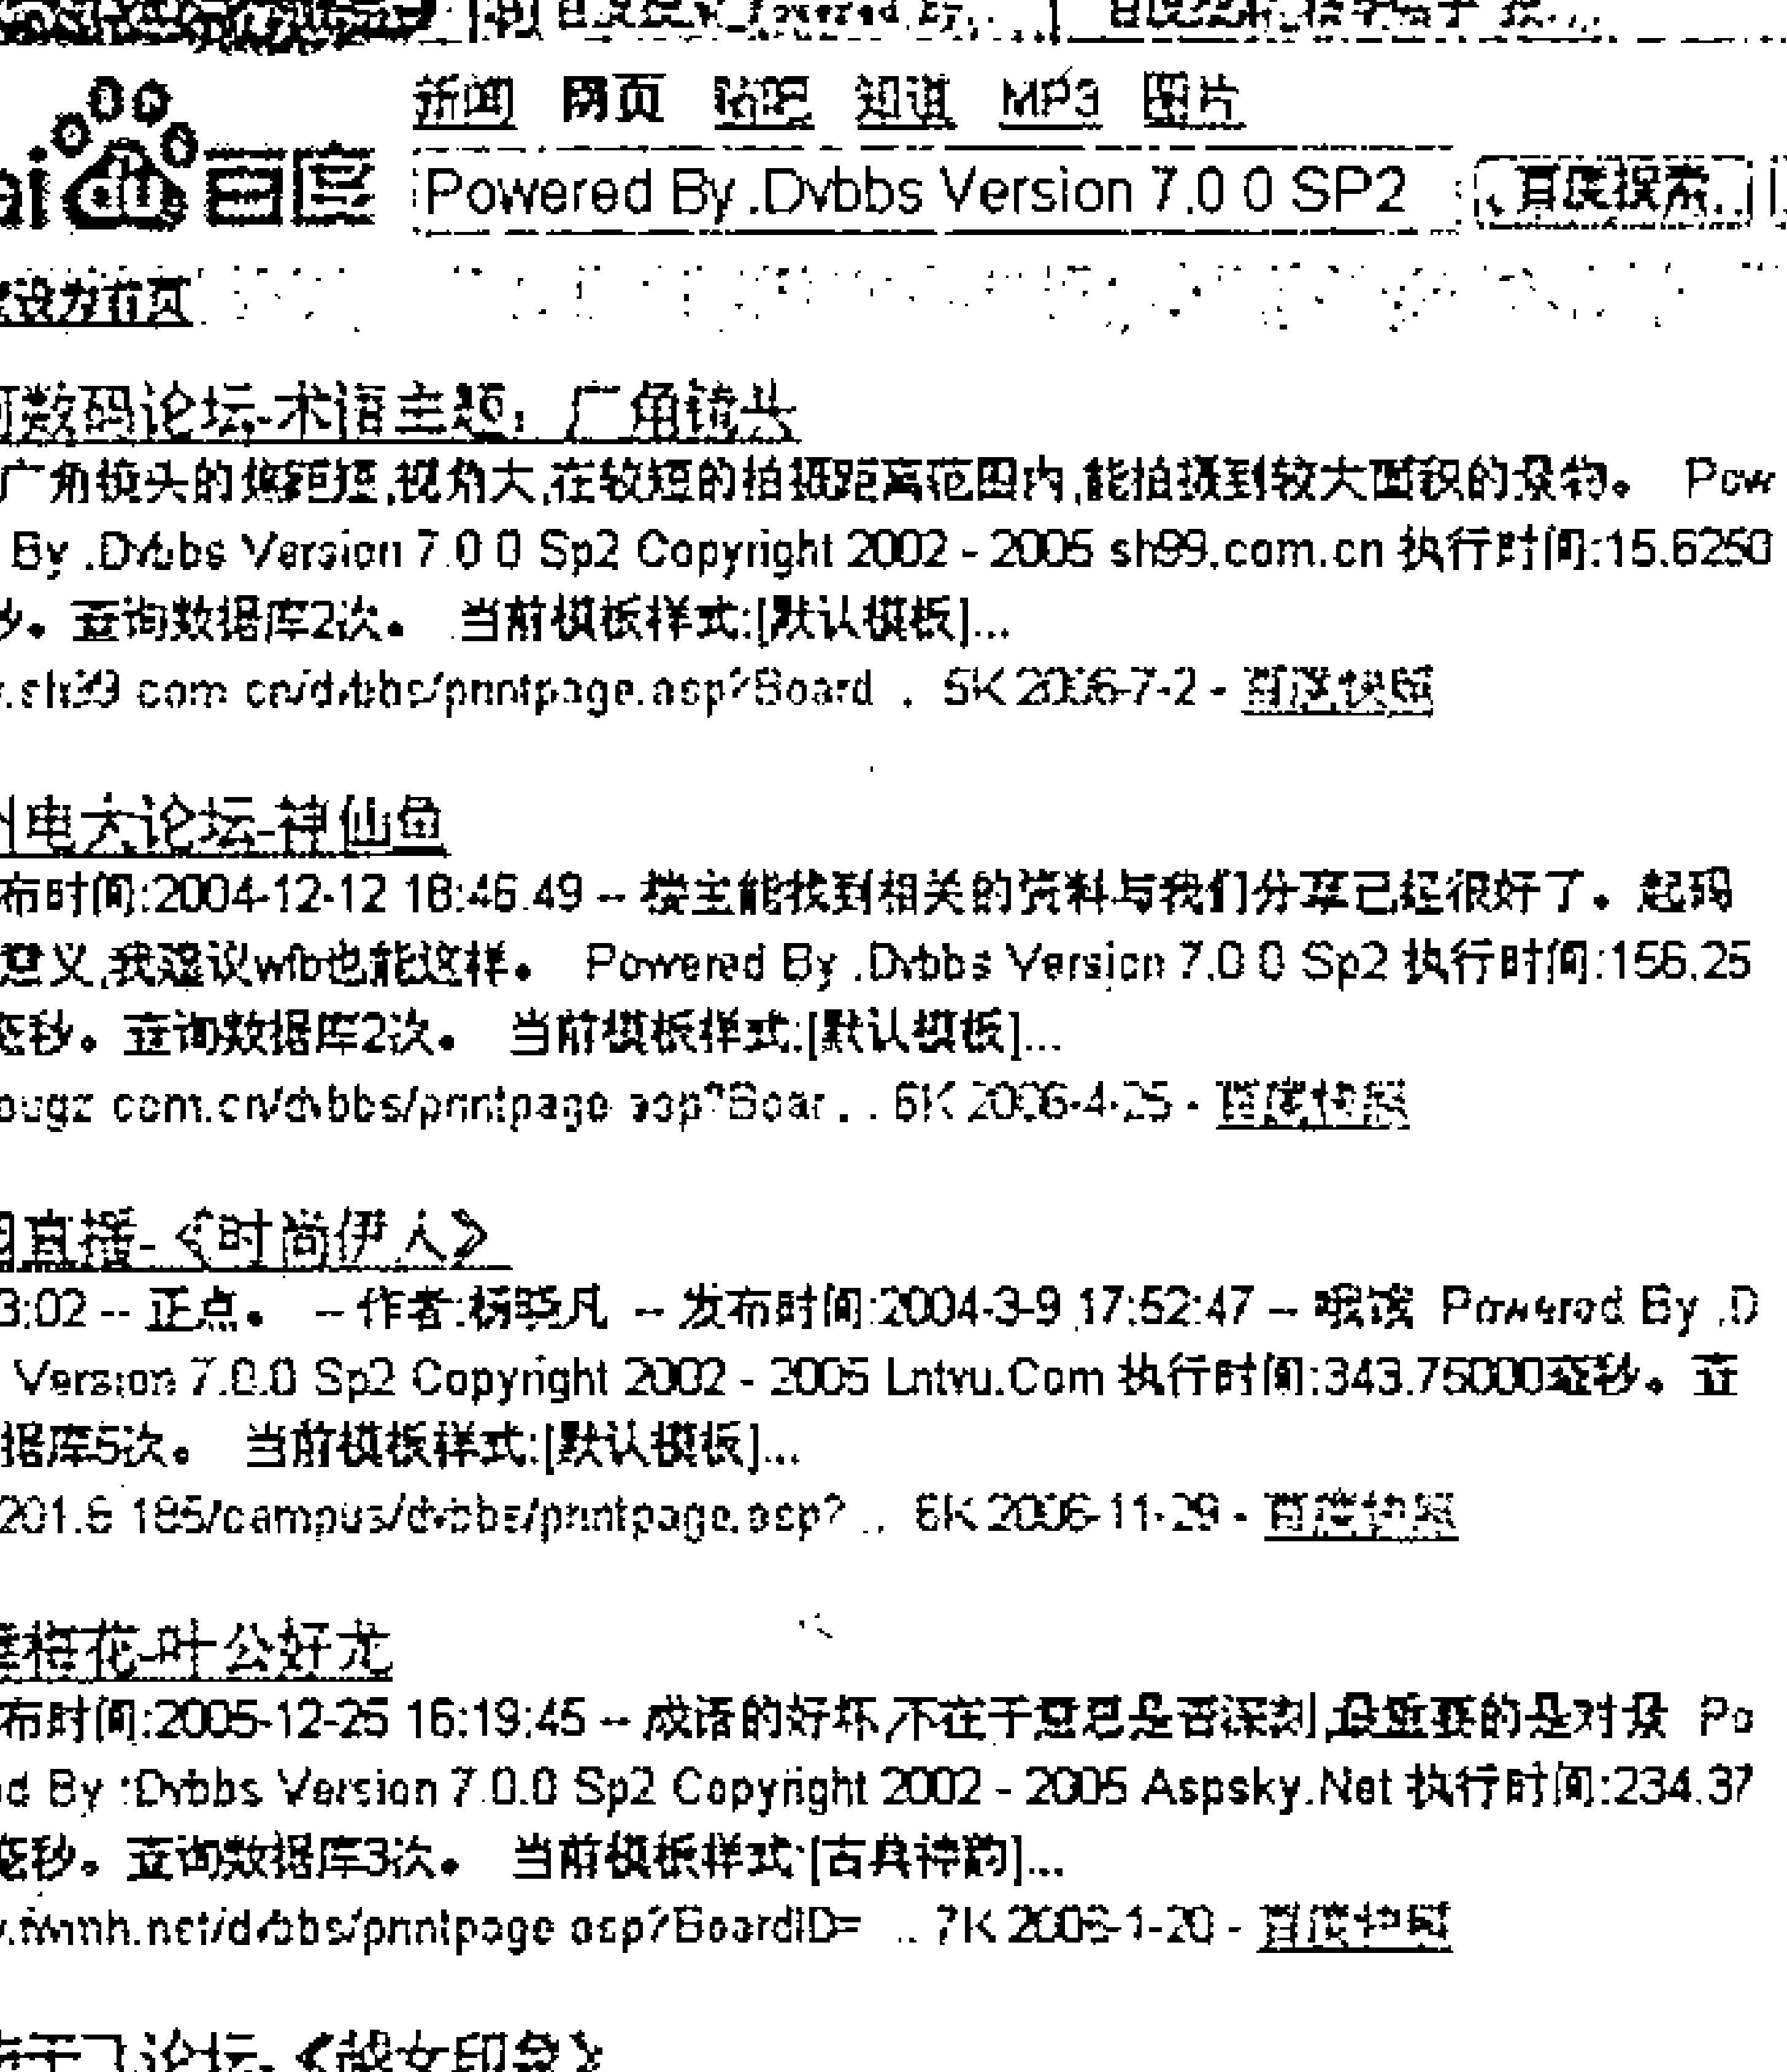 新闻 网页 贴吧 知道 MP3 图片
百度 Powered By .Dvbbs Version 7.0 0 SP2 百度搜索
设为首页
数码论坛-术语主题：广角镜头
广角镜头的焦距短,视角大,在较短的拍摄距离范围内,能拍摄到较大面积的景物。 Pow
By .Dvbbs Version 7.0 0 Sp2 Copyright 2002 - 2005 sh99.com.cn 执行时间:15.6250
秒。查询数据库2次。 当前模板样式:[默认模板]...
.sh99.com.cn/dvbbs/printpage.asp?Board . 5K 2006-7-2 - 百度快照
州电大论坛-神仙鱼
布时间:2004-12-12 18:46:49 -- 楼主能找到相关的资料与我们分享已经很好了。起码
意义,我建议wfb也能这样。 Powered By .Dvbbs Version 7.0 0 Sp2 执行时间:156.25
毫秒。查询数据库2次。 当前模板样式:[默认模板]...
ougz.com.cn/dvbbs/printpage.asp?Boar... 6K 2006-4-25 - 百度快照
直播-《时尚伊人》
3:02 -- 正点。 -- 作者:杨晓凡 -- 发布时间:2004-3-9 17:52:47 -- 哦该 Powered By .D
Version 7.0.0 Sp2 Copyright 2002 - 2005 Lntvu.Com 执行时间:343.75000毫秒。查
据库5次。 当前模板样式:[默认模板]...
201.6.185/campus/dvbbs/printpage.asp? .. 6K 2006-11-29 - 百度快照
梅花-叶公好龙
布时间:2005-12-25 16:19:45 -- 成语的好坏,不在于意思是否深刻,最重要的是对景 Po
ed By .Dvbbs Version 7.0.0 Sp2 Copyright 2002 - 2005 Aspsky.Net 执行时间:234.37
毫秒。查询数据库3次。 当前模板样式:[古典诗韵]...
.net/dvbbs/printpage.asp?BoardID= .. 7K 2006-1-20 - 百度快照
论坛-《 女印象》